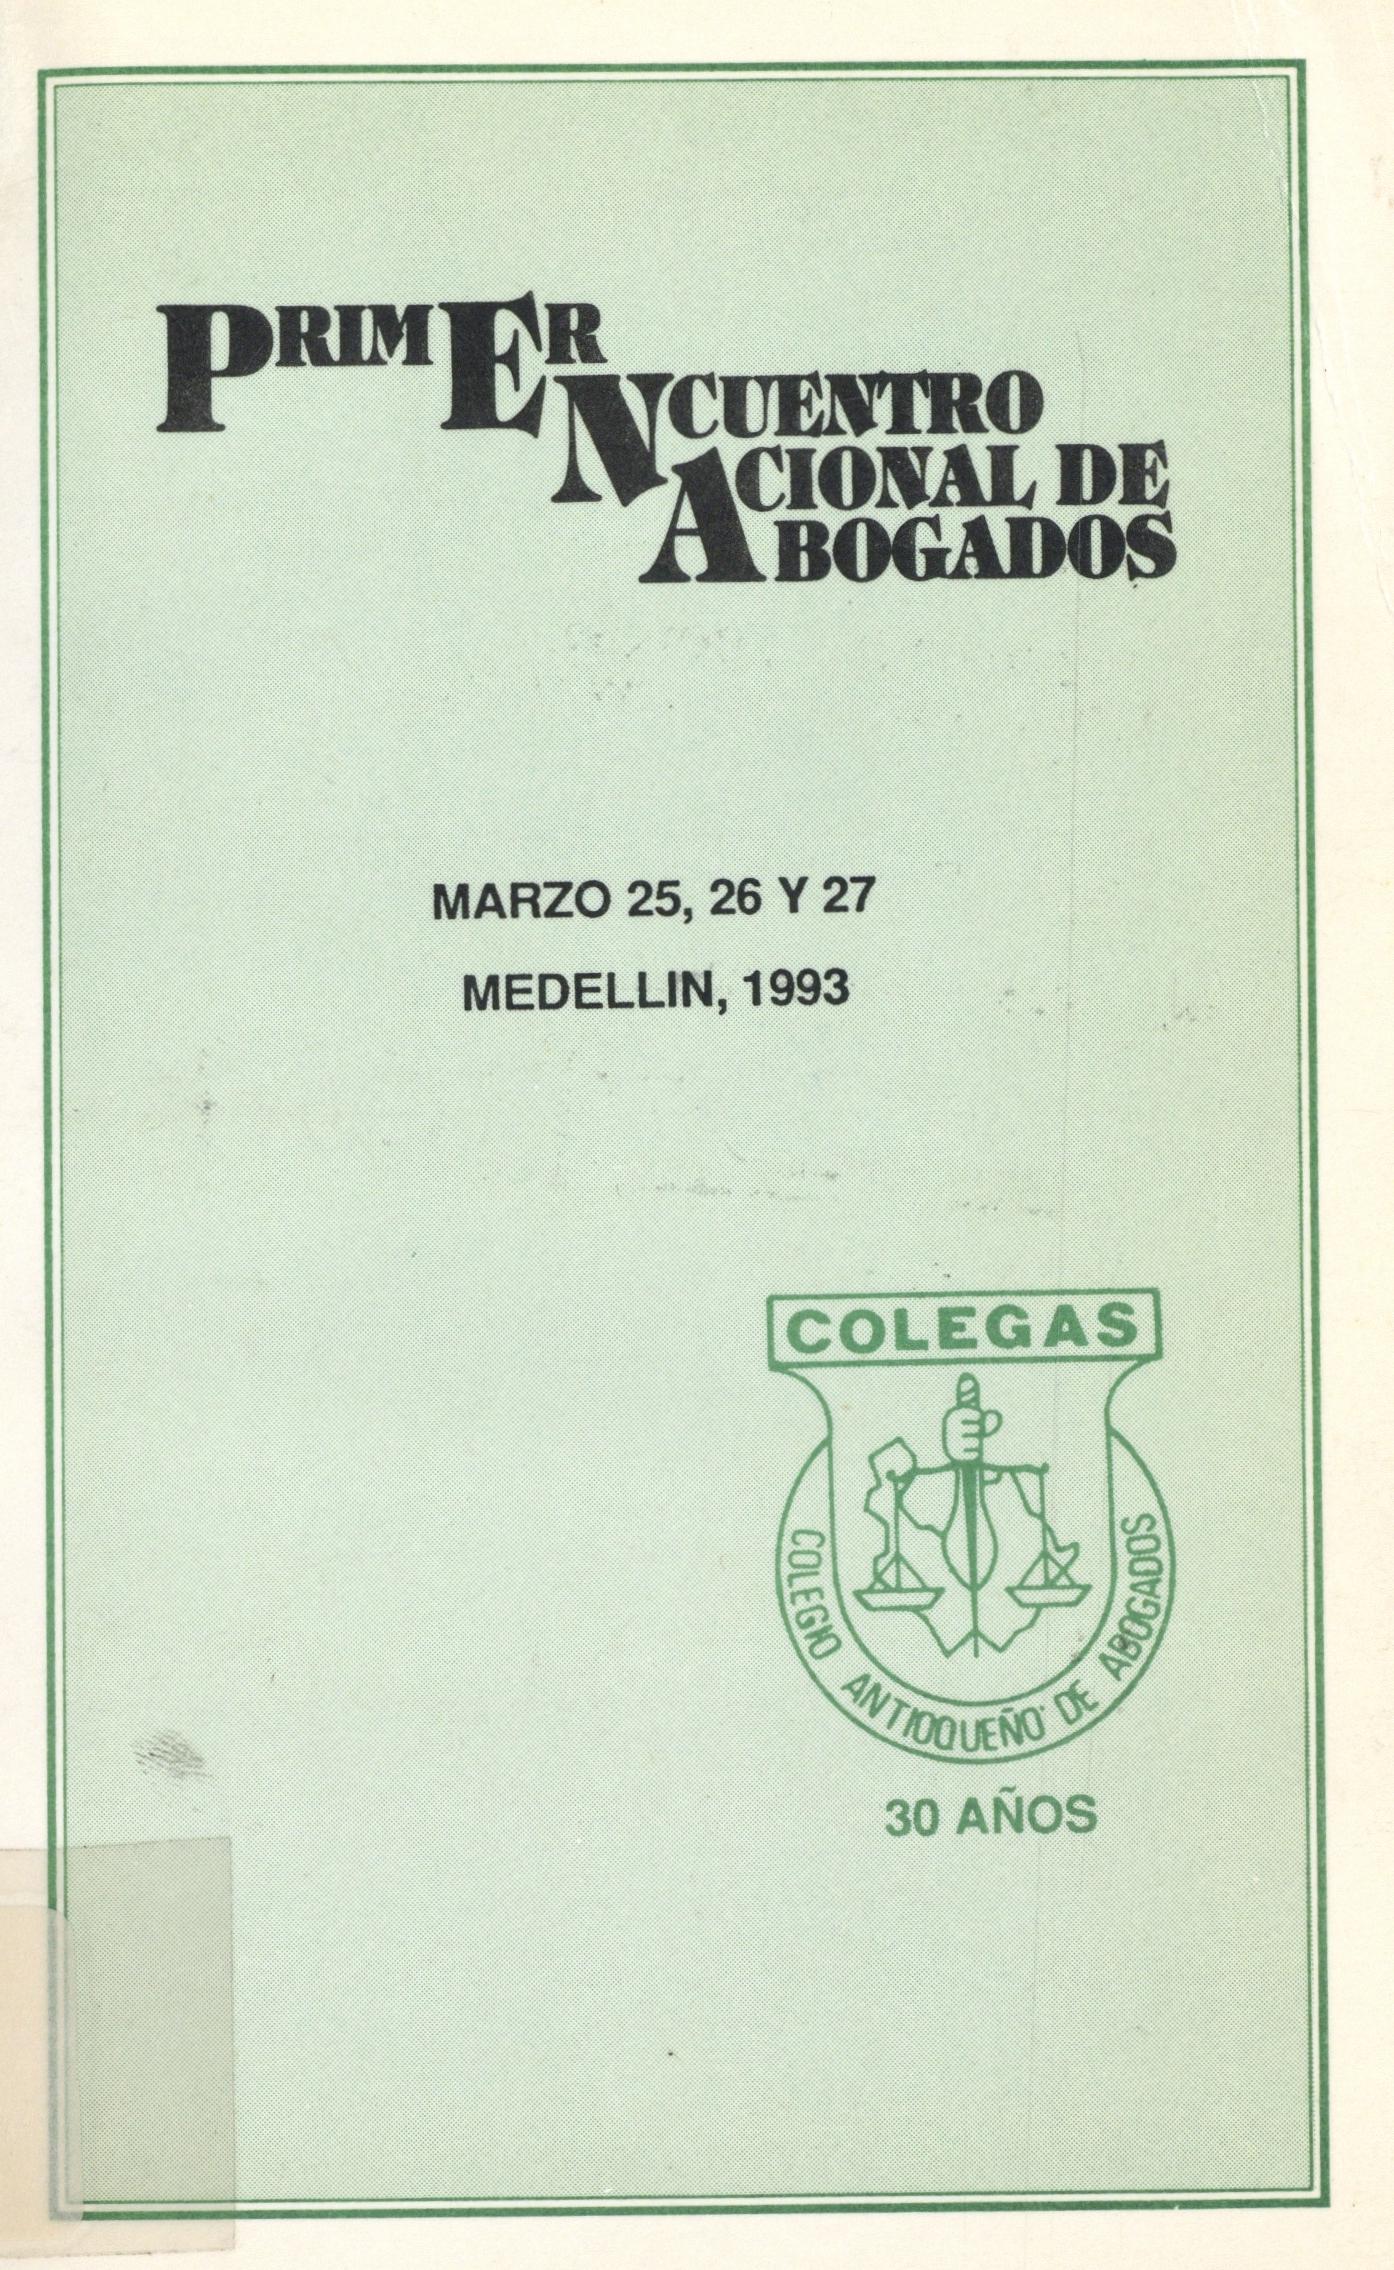 PRIMER
ENCUENTRO
NACIONAL DE
ABOGADOS
MARZO 25, 26 Y 27
MEDELLIN, 1993
COLEGAS
COLEGIO ANTIOQUEÑO DE ABOGADOS
30 AÑOS